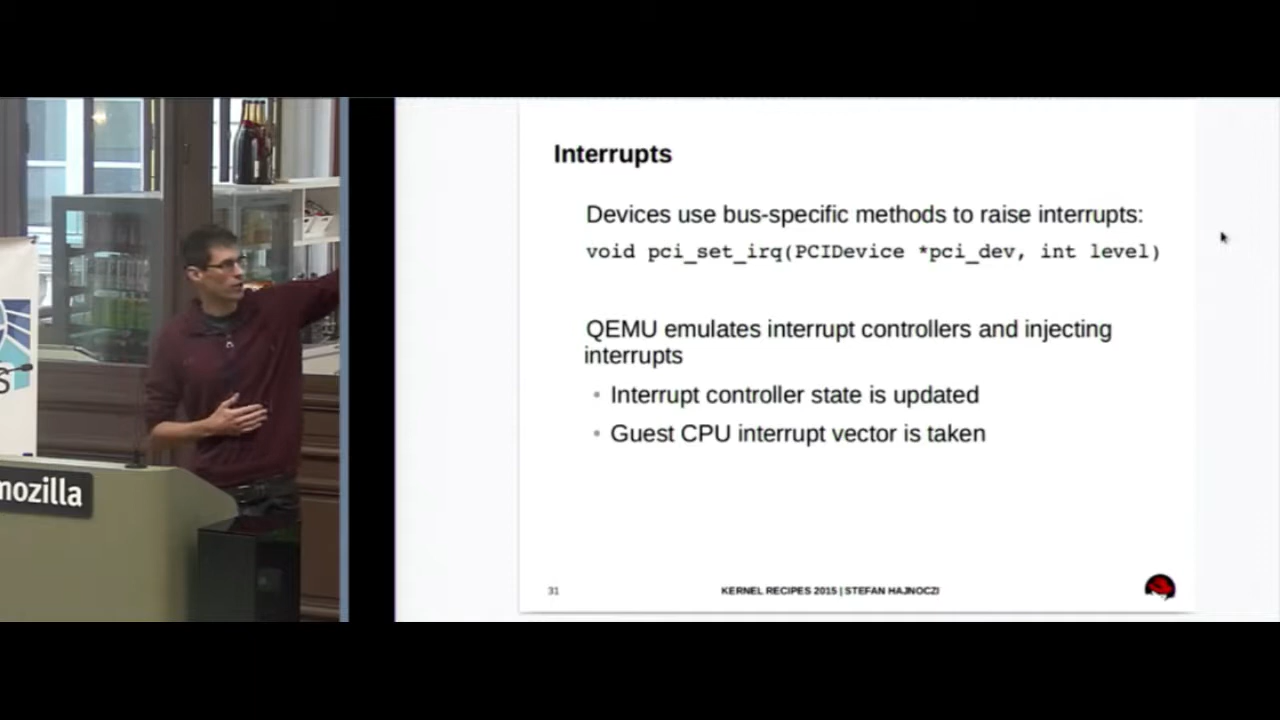 mozilla
Interrupts
Devices use bus-specific methods to raise interrupts:
void pci_set_irq(PCIDevice *pci_dev, int level)
QEMU emulates interrupt controllers and injecting
interrupts
• Interrupt controller state is updated
• Guest CPU interrupt vector is taken
31
KERNEL RECIPES 2015 | STEFAN HAJNOCZI